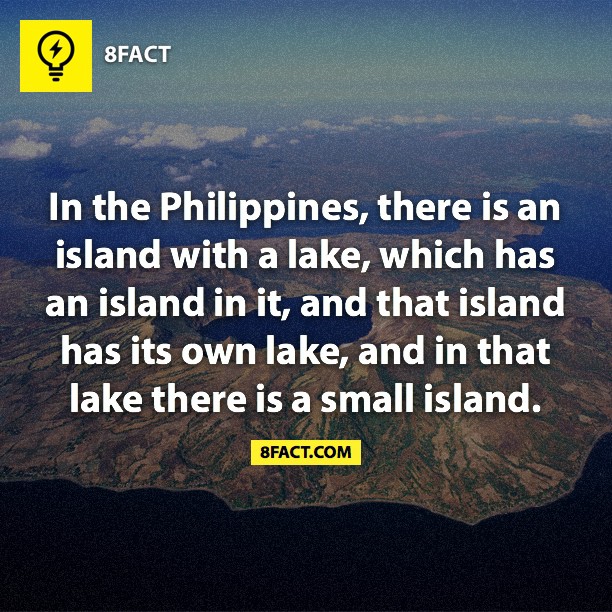 8FACT
In the Philippines, there is an
island with a lake, which has
an island in it, and that island
has its own lake, and in that
lake there is a small island.
8FACT.COM